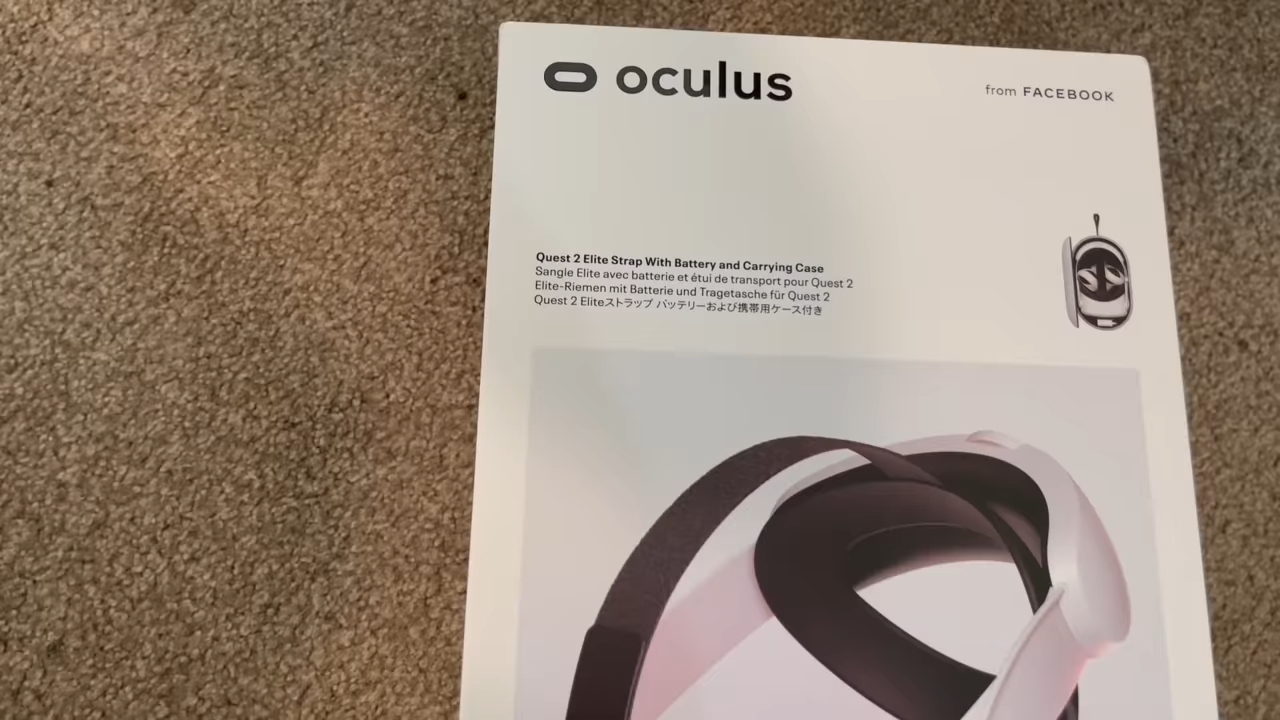 oculus
from FACEBOOK
Quest 2 Elite Strap With Battery and Carrying Case
Sangle Elite avec batterie et étui de transport pour Quest 2
Elite-Riemen mit Batterie und Tragetasche für Quest 2
Quest 2 Eliteストラップ バッテリーおよび携帯用ケース付き